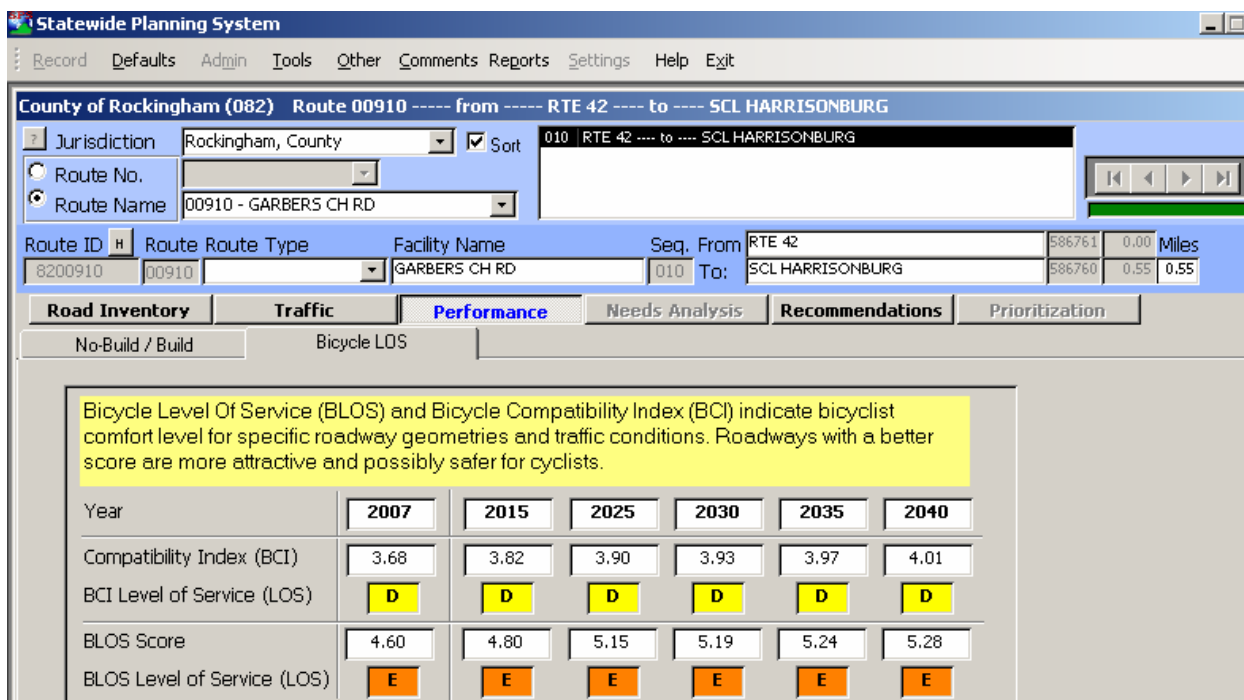 Statewide Planning System
Record Defaults Admin Tools Other Comments Reports Settings Help Exit
County of Rockingham (082) Route 00910 ----- from ----- RTE 42 ---- to ---- SCL HARRISONBURG
? Jurisdiction Rockingham, County Sort 010 RTE 42 ---- to ---- SCL HARRISONBURG
Route No.
Route Name 00910 - GARBERS CH RD
Route ID H Route Route Type Facility Name Seq. From RTE 42 586761 0.00 Miles
8200910 00910 GARBERS CH RD 010 To: SCL HARRISONBURG 586760 0.55 0.55
Road Inventory Traffic Performance Needs Analysis Recommendations Prioritization
No-Build / Build Bicycle LOS
Bicycle Level Of Service (BLOS) and Bicycle Compatibility Index (BCI) indicate bicyclist
comfort level for specific roadway geometries and traffic conditions. Roadways with a better
score are more attractive and possibly safer for cyclists.
Year 2007 2015 2025 2030 2035 2040
Compatibility Index (BCI) 3.68 3.82 3.90 3.93 3.97 4.01
BCI Level of Service (LOS) D D D D D D
BLOS Score 4.60 4.80 5.15 5.19 5.24 5.28
BLOS Level of Service (LOS) E E E E E E